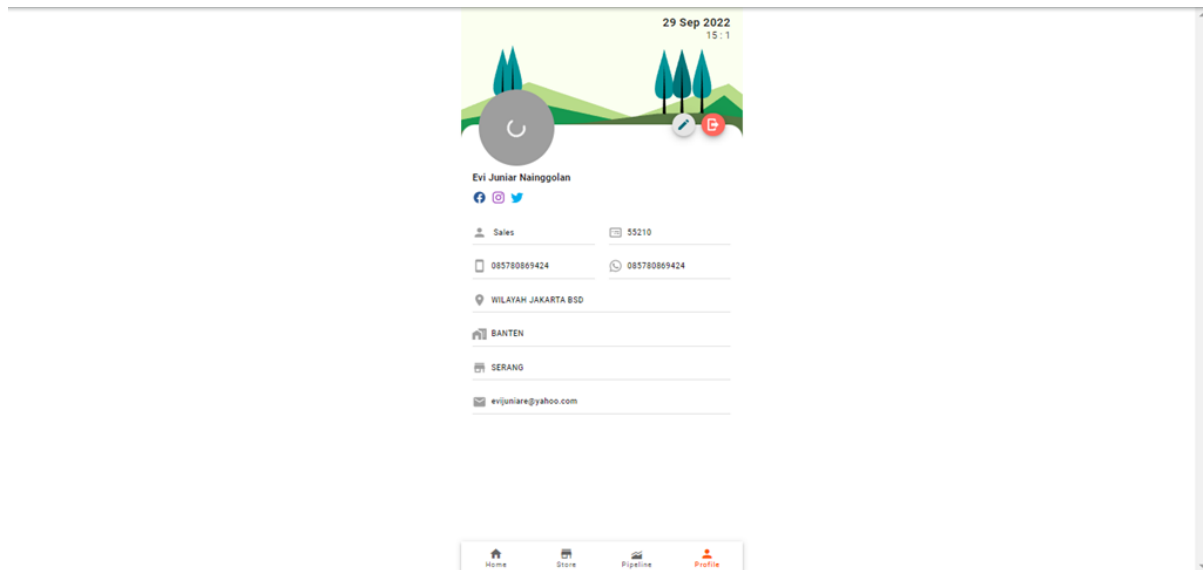 29 Sep 2022
15 : 1
Evi Juniar Nainggolan
Sales 55210
085780869424 085780869424
WILAYAH JAKARTA BSD
BANTEN
SERANG
evijuniare@yahoo.com
Home Store Pipeline Profile